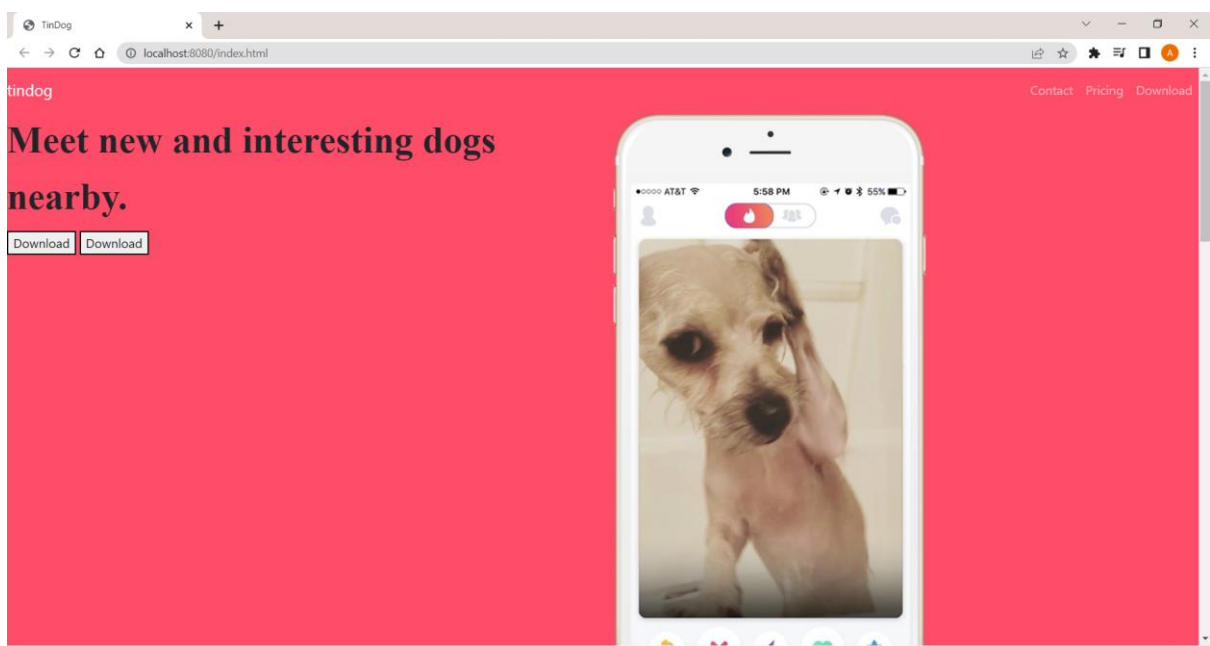 TinDog
localhost:8080/index.html
A
tindog
Contact Pricing Download
Meet new and interesting dogs
nearby.
Download Download
AT&T 5:58 PM 55%